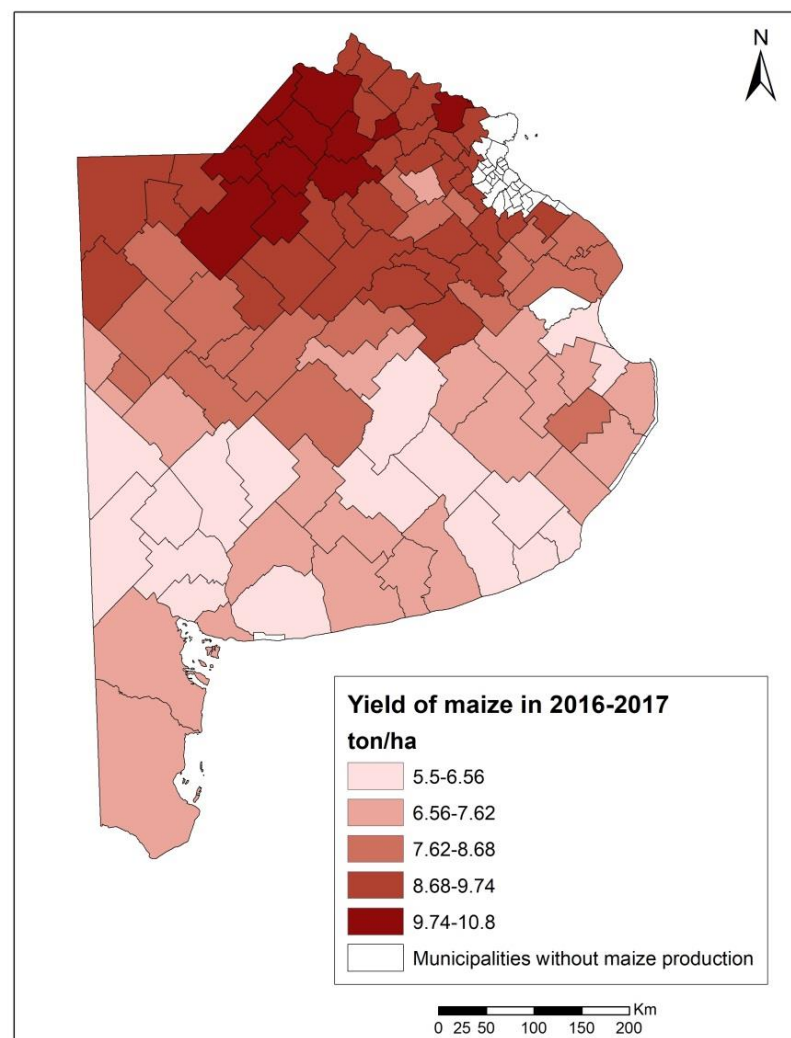 N
Yield of maize in 2016-2017
ton/ha
5.5-6.56
6.56-7.62
7.62-8.68
8.68-9.74
9.74-10.8
Municipalities without maize production
Km
0 25 50 100 150 200